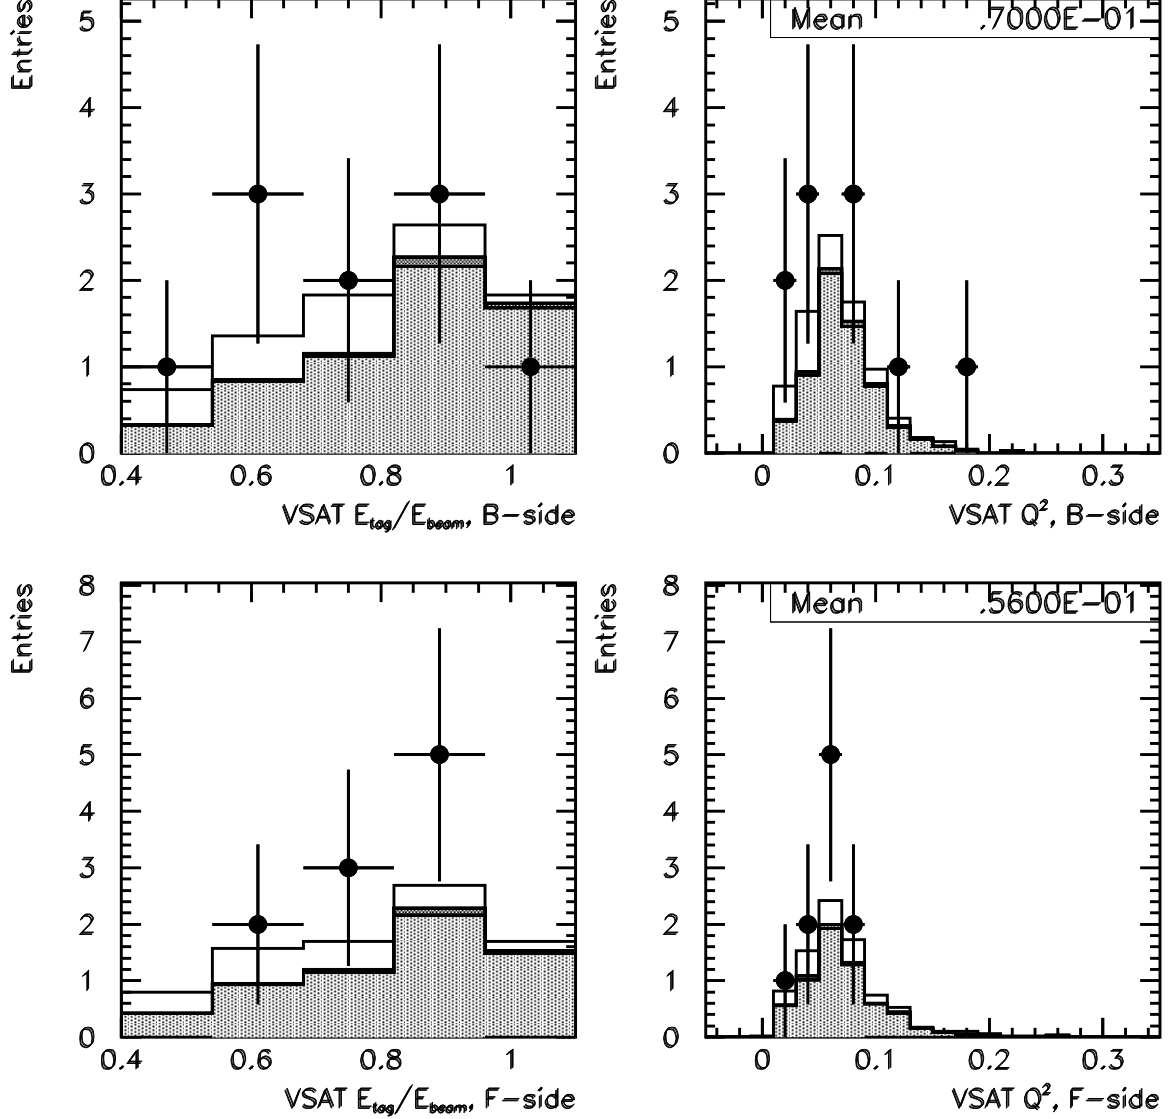 Entries
5
4
3
2
1
0
0.4 0.6 0.8 1
VSAT E_tag/E_beam, B-side
Entries
Mean .7000E-01
5
4
3
2
1
0
0 0.1 0.2 0.3
VSAT Q², B-side
Entries
8
7
6
5
4
3
2
1
0
0.4 0.6 0.8 1
VSAT E_tag/E_beam, F-side
Entries
Mean .5600E-01
8
7
6
5
4
3
2
1
0
0 0.1 0.2 0.3
VSAT Q², F-side